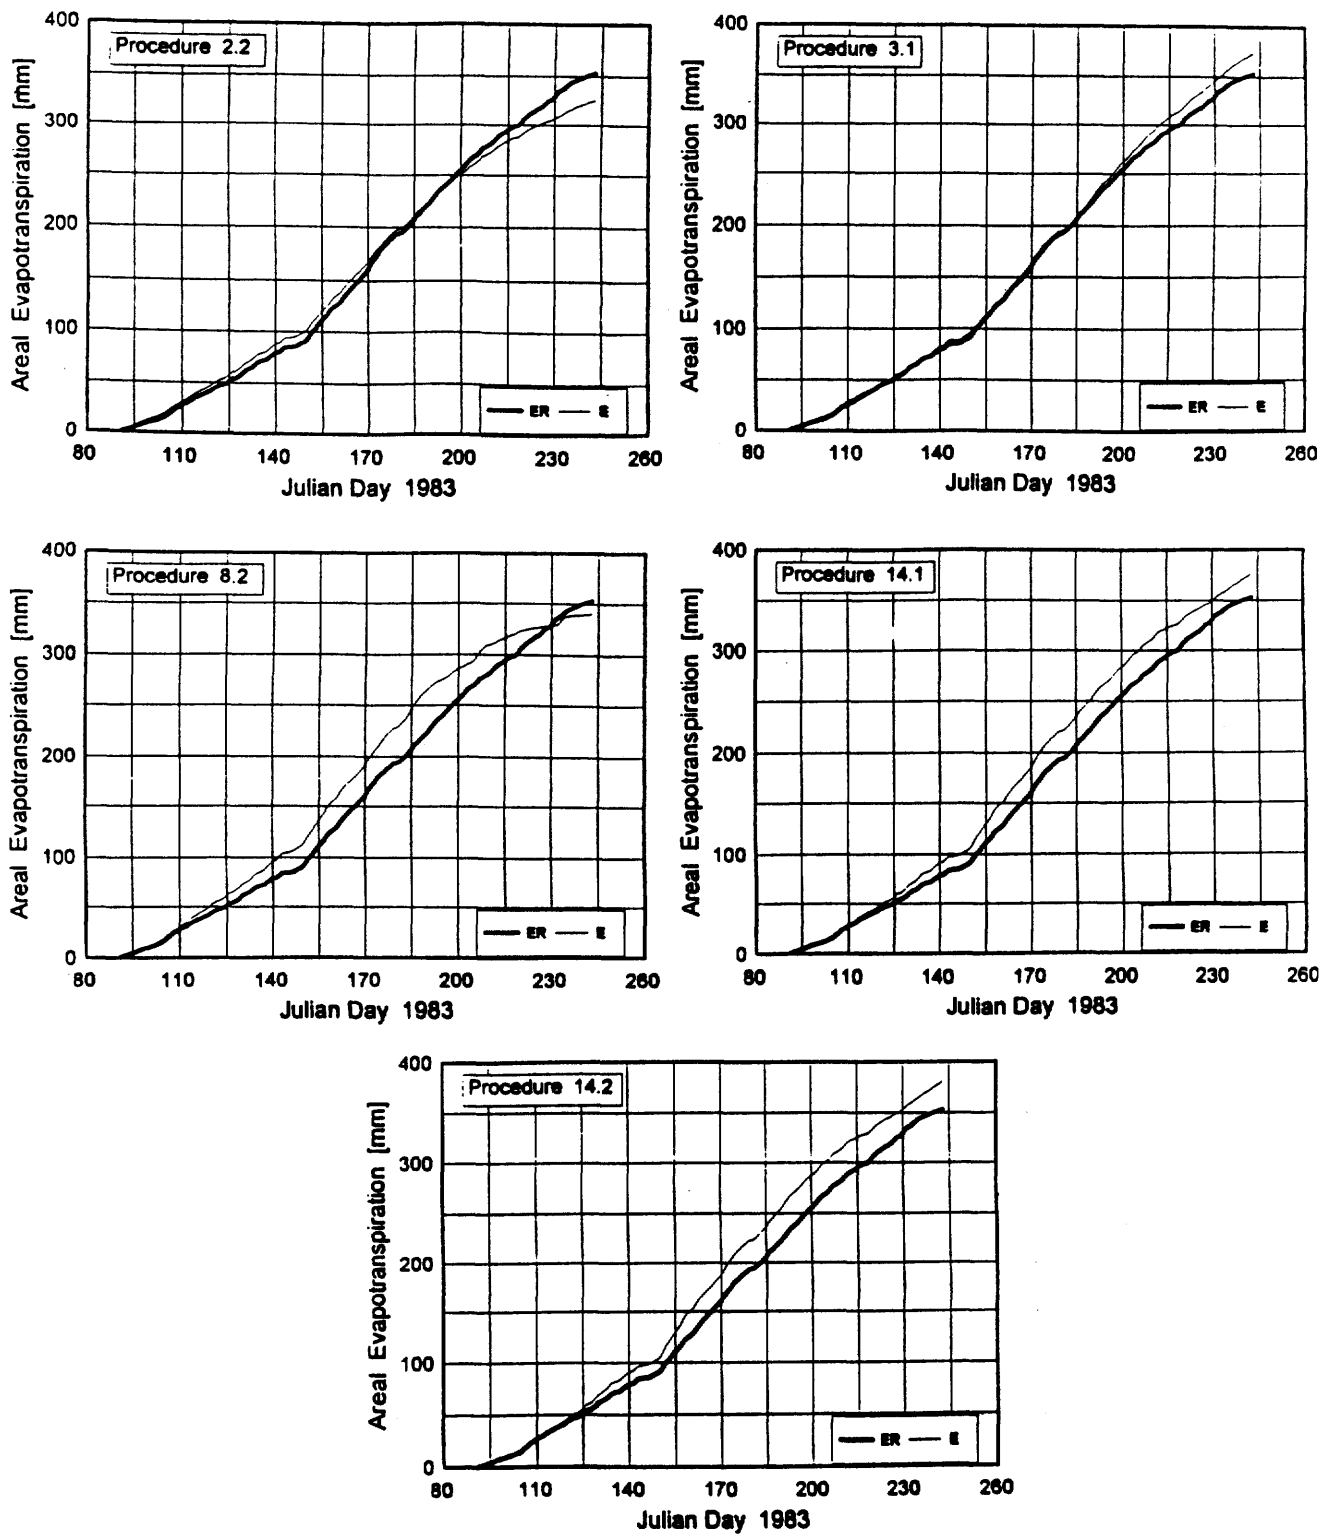 Procedure 2.2
Areal Evapotranspiration [mm]
400
300
200
100
0
80 110 140 170 200 230 260
Julian Day 1983
ER E
Procedure 3.1
Areal Evapotranspiration [mm]
400
300
200
100
0
80 110 140 170 200 230 260
Julian Day 1983
ER E
Procedure 8.2
Areal Evapotranspiration [mm]
400
300
200
100
0
80 110 140 170 200 230 260
Julian Day 1983
ER E
Procedure 14.1
Areal Evapotranspiration [mm]
400
300
200
100
0
80 110 140 170 200 230 260
Julian Day 1983
ER E
Procedure 14.2
Areal Evapotranspiration [mm]
400
300
200
100
0
80 110 140 170 200 230 260
Julian Day 1983
ER E